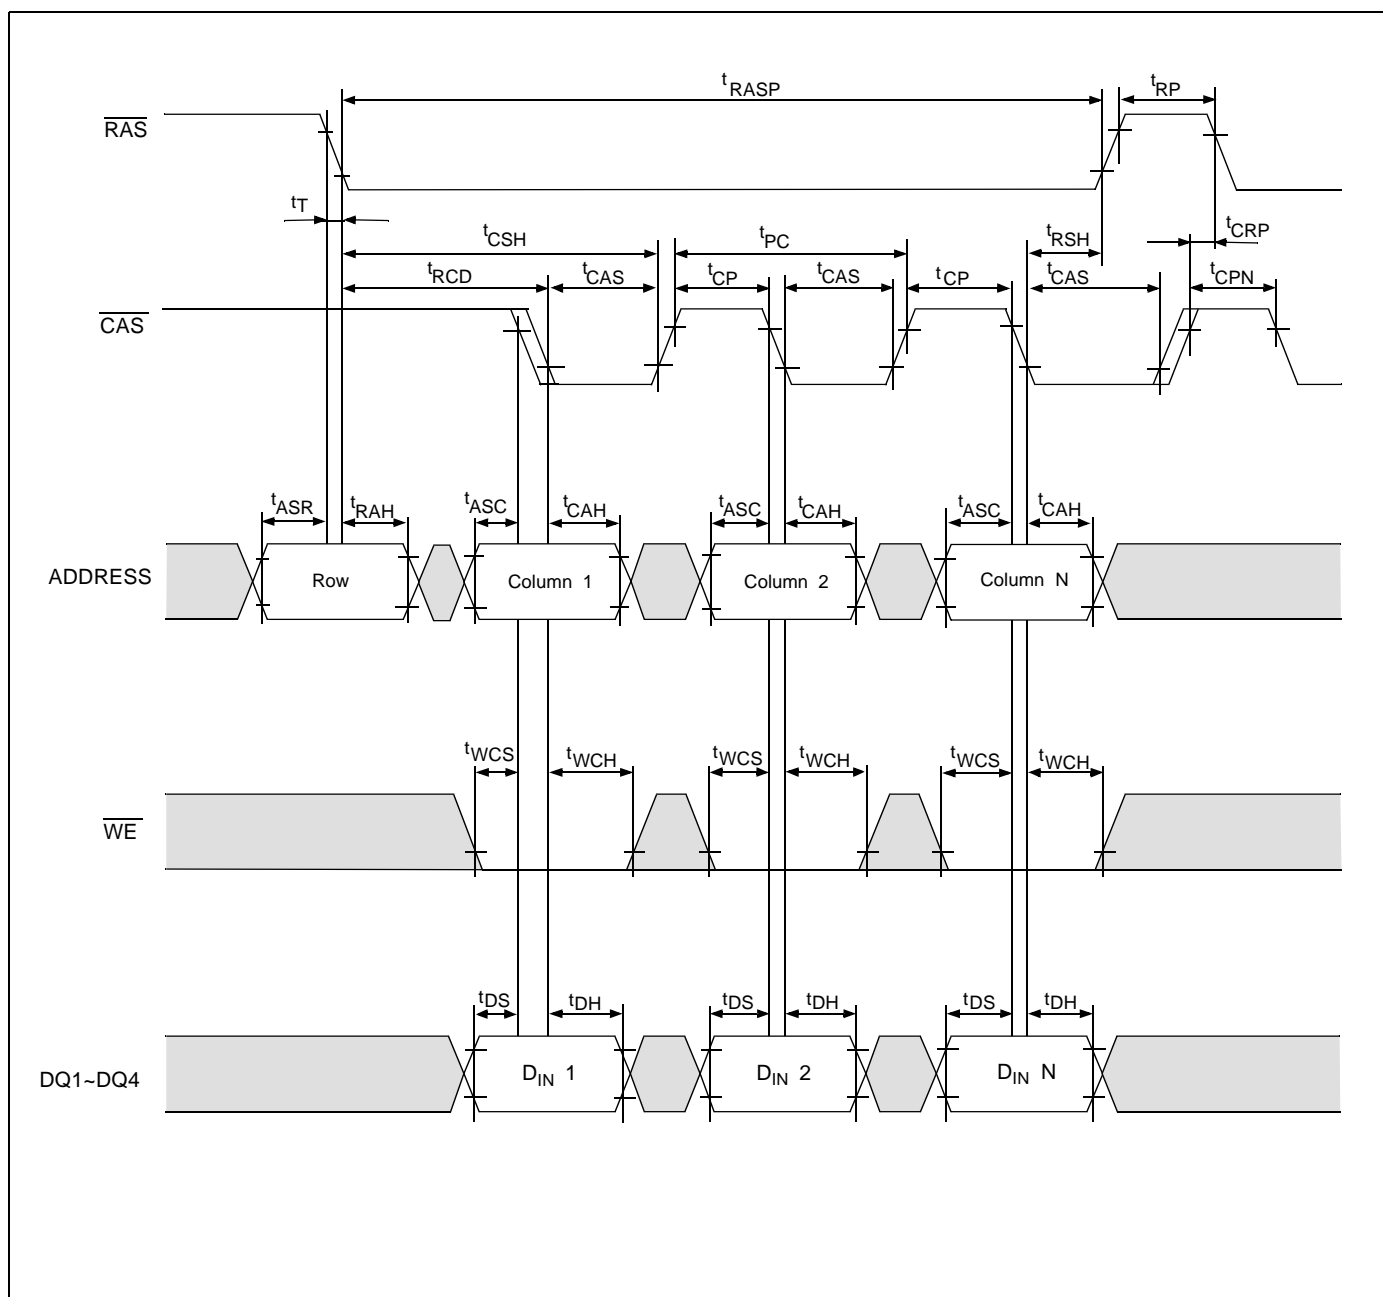 tRASP tRP
RAS
tT
tCSH tPC tRSH tCRP
tRCD tCAS tCP tCAS tCP tCAS tCPN
CAS
tASR tRAH tASC tCAH tASC tCAH tASC tCAH
ADDRESS Row Column 1 Column 2 Column N
tWCS tWCH tWCS tWCH tWCS tWCH
WE
tDS tDH tDS tDH tDS tDH
DQ1~DQ4 DIN 1 DIN 2 DIN N